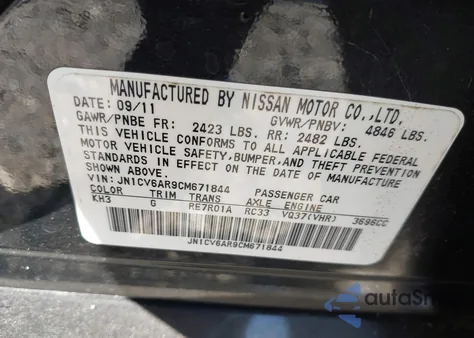 MANUFACTURED BY NISSAN MOTOR CO.,LTD.
DATE: 09/11 GVWR/PNBV: 4846 LBS.
GAWR/PNBE FR: 2423 LBS. RR: 2482 LBS.
THIS VEHICLE CONFORMS TO ALL APPLICABLE FEDERAL
MOTOR VEHICLE SAFETY, BUMPER, AND THEFT PREVENTION
STANDARDS IN EFFECT ON THE DATE OF MANUFACTURE
SHOWN ABOVE.
VIN: JN1CV6AR9CM671844 PASSENGER CAR
COLOR TRIM TRANS AXLE ENGINE
KH3 G RE7R01A RC33 VQ37(VHR) 3696CC
JN1CV6AR9CM671844
autaSna